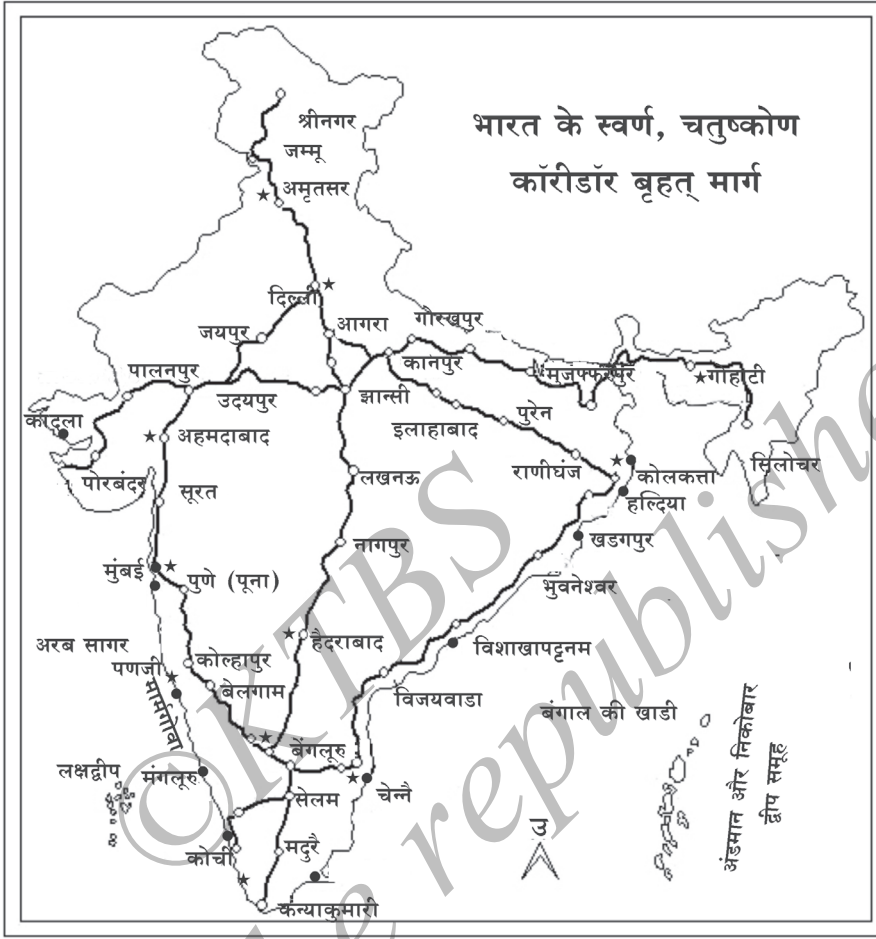 भारत के स्वर्ण, चतुष्कोण
कॉरीडॉर बृहत् मार्ग
श्रीनगर
जम्मू
अमृतसर
दिल्ली
जयपुर
आगरा
गौरखपुर
पालनपुर
कानपुर
मुजफ्फरपुर
गौहाटी
उदयपुर
झान्सी
कांदला
अहमदाबाद
इलाहाबाद
पुरेन
पोरबंदर
सूरत
लखनऊ
राणीघंज
कोलकत्ता
सिलोचर
हल्दिया
खडगपुर
नागपुर
मुंबई
पुणे (पूना)
भुवनेश्वर
अरब सागर
हैदराबाद
विशाखापट्टनम
पणजी
कोल्हापुर
बेलगाम
मार्मगोवा
विजयवाडा
बंगाल की खाडी
अंडमान और निकोबार
द्वीप समूह
बेंगलूरु
लक्षद्वीप
मंगलूरु
सेलम
चेन्नै
कोची
मदुरै
उ
कन्याकुमारी
©KTBS
be republished